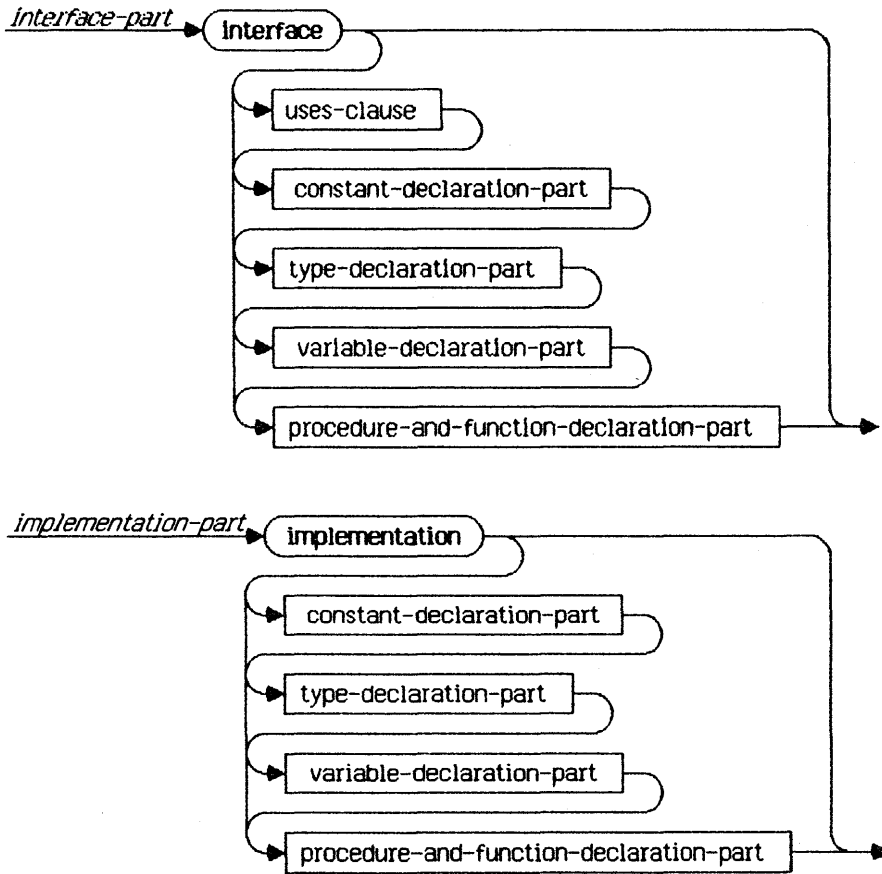 interface-part
interface
uses-clause
constant-declaration-part
type-declaration-part
variable-declaration-part
procedure-and-function-declaration-part
implementation-part
implementation
constant-declaration-part
type-declaration-part
variable-declaration-part
procedure-and-function-declaration-part